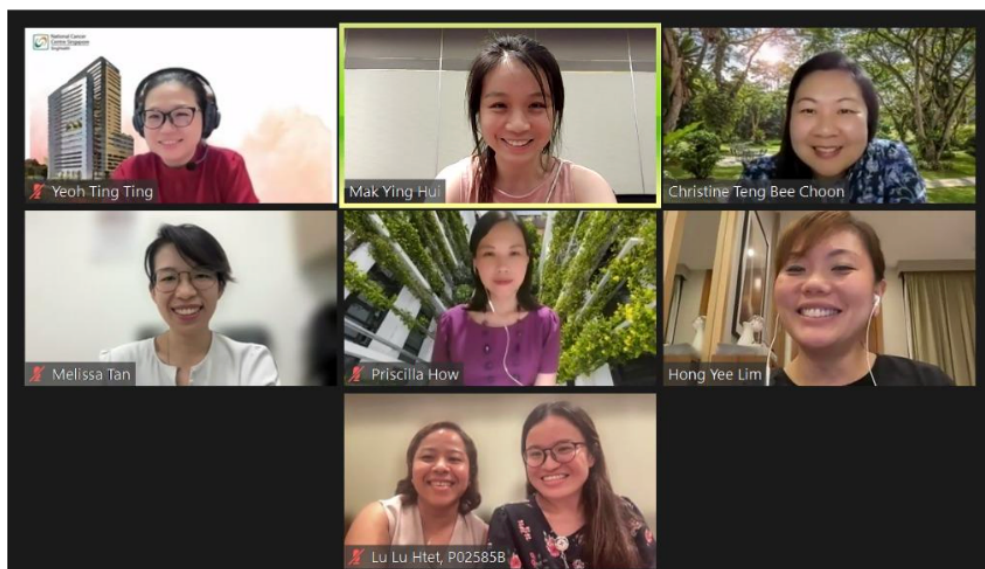 National Cancer
Centre Singapore
SingHealth
Yeoh Ting Ting
Mak Ying Hui
Christine Teng Bee Choon
Melissa Tan
Priscilla How
Hong Yee Lim
Lu Lu Htet, P02585B